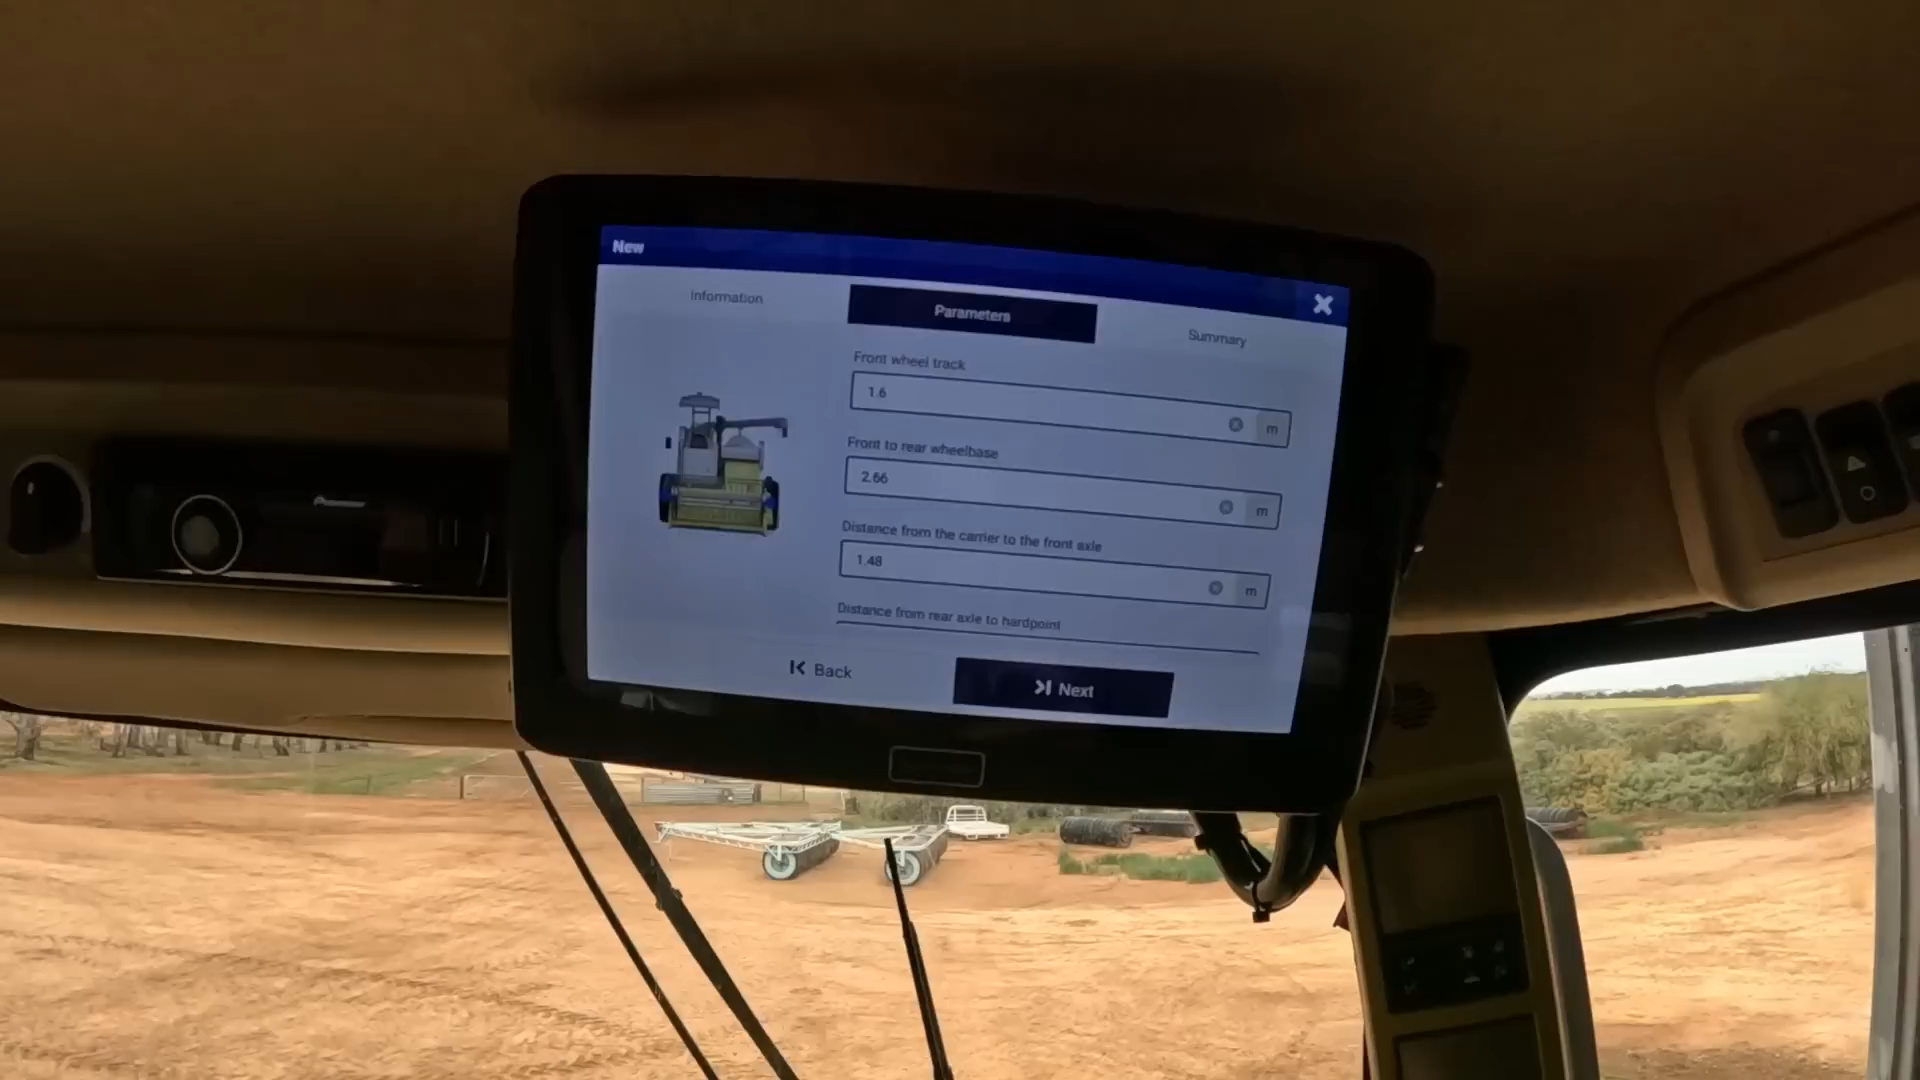 New
Information
Parameters
Summary
Front wheel track
1.6
m
Front to rear wheelbase
2.66
m
Distance from the carrier to the front axle
1.48
m
Distance from rear axle to hardpoint
Back
Next
Pioneer